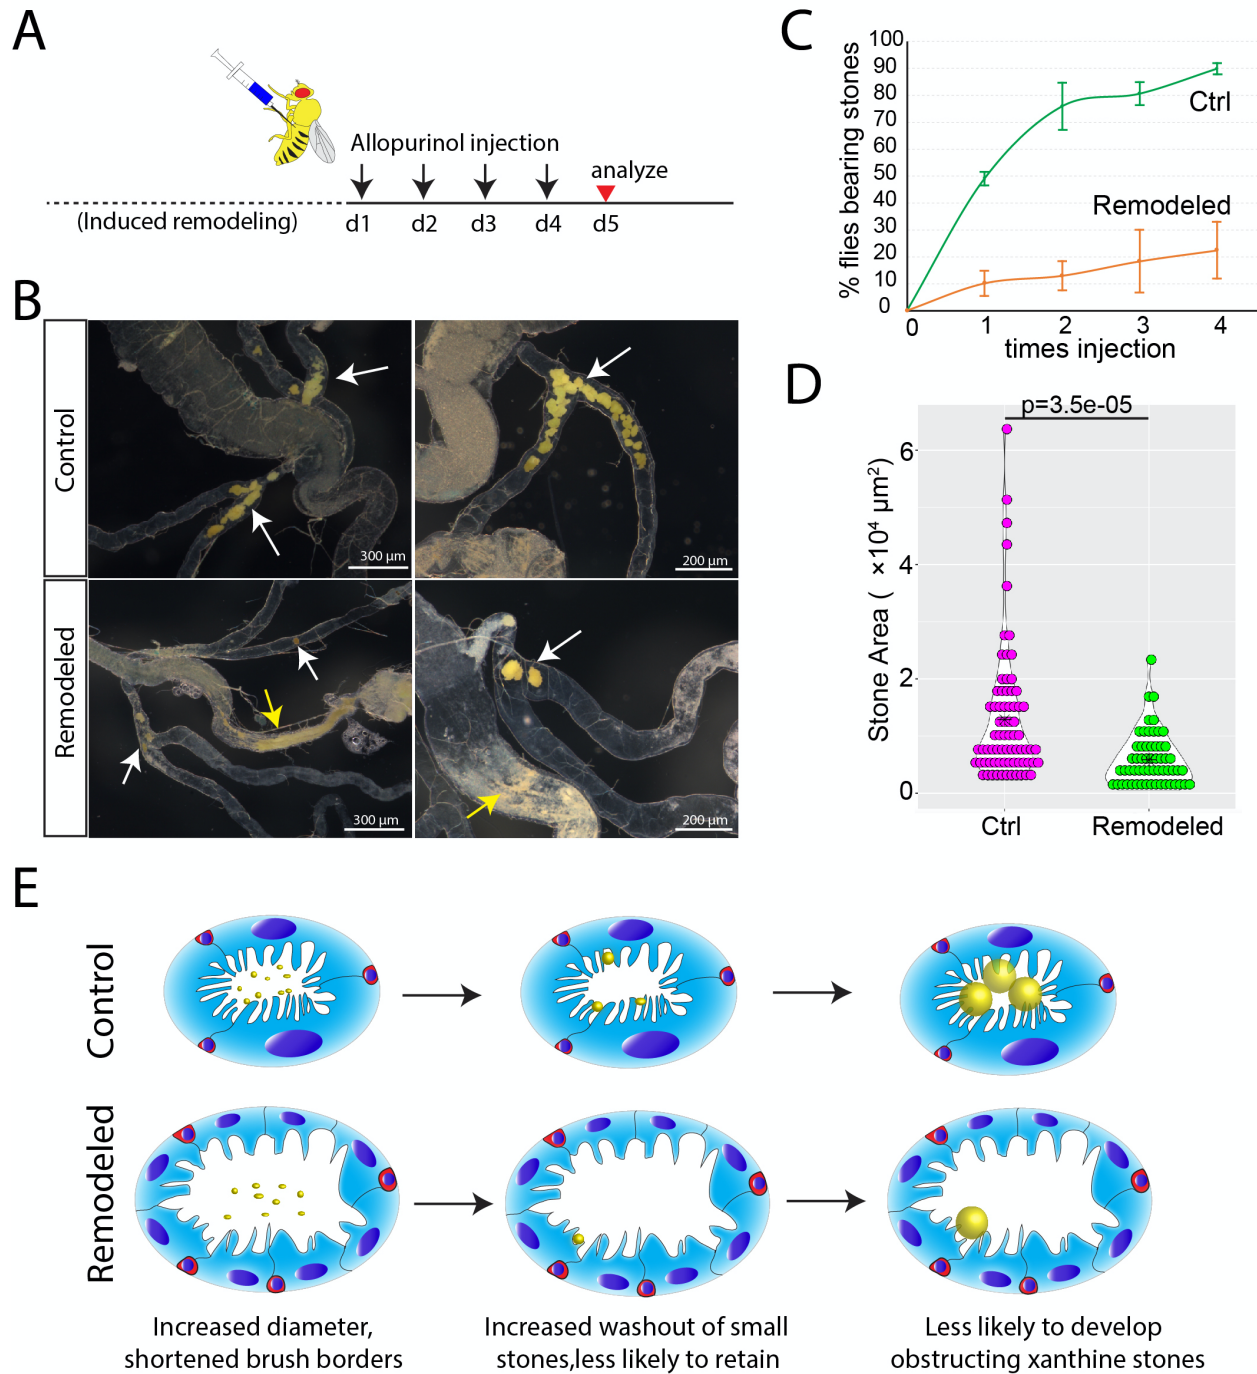 A
Allopurinol injection
analyze
(Induced remodeling)
d1 d2 d3 d4 d5
B
Control
300 µm
200 µm
Remodeled
300 µm
200 µm
C
% flies bearing stones
100
90
80
70
60
50
40
30
20
10
0
Ctrl
Remodeled
0 1 2 3 4
times injection
D
p=3.5e-05
Stone Area ( ×10⁴ µm²)
6
4
2
0
Ctrl Remodeled
E
Control
Remodeled
Increased diameter,
shortened brush borders
Increased washout of small
stones,less likely to retain
Less likely to develop
obstructing xanthine stones